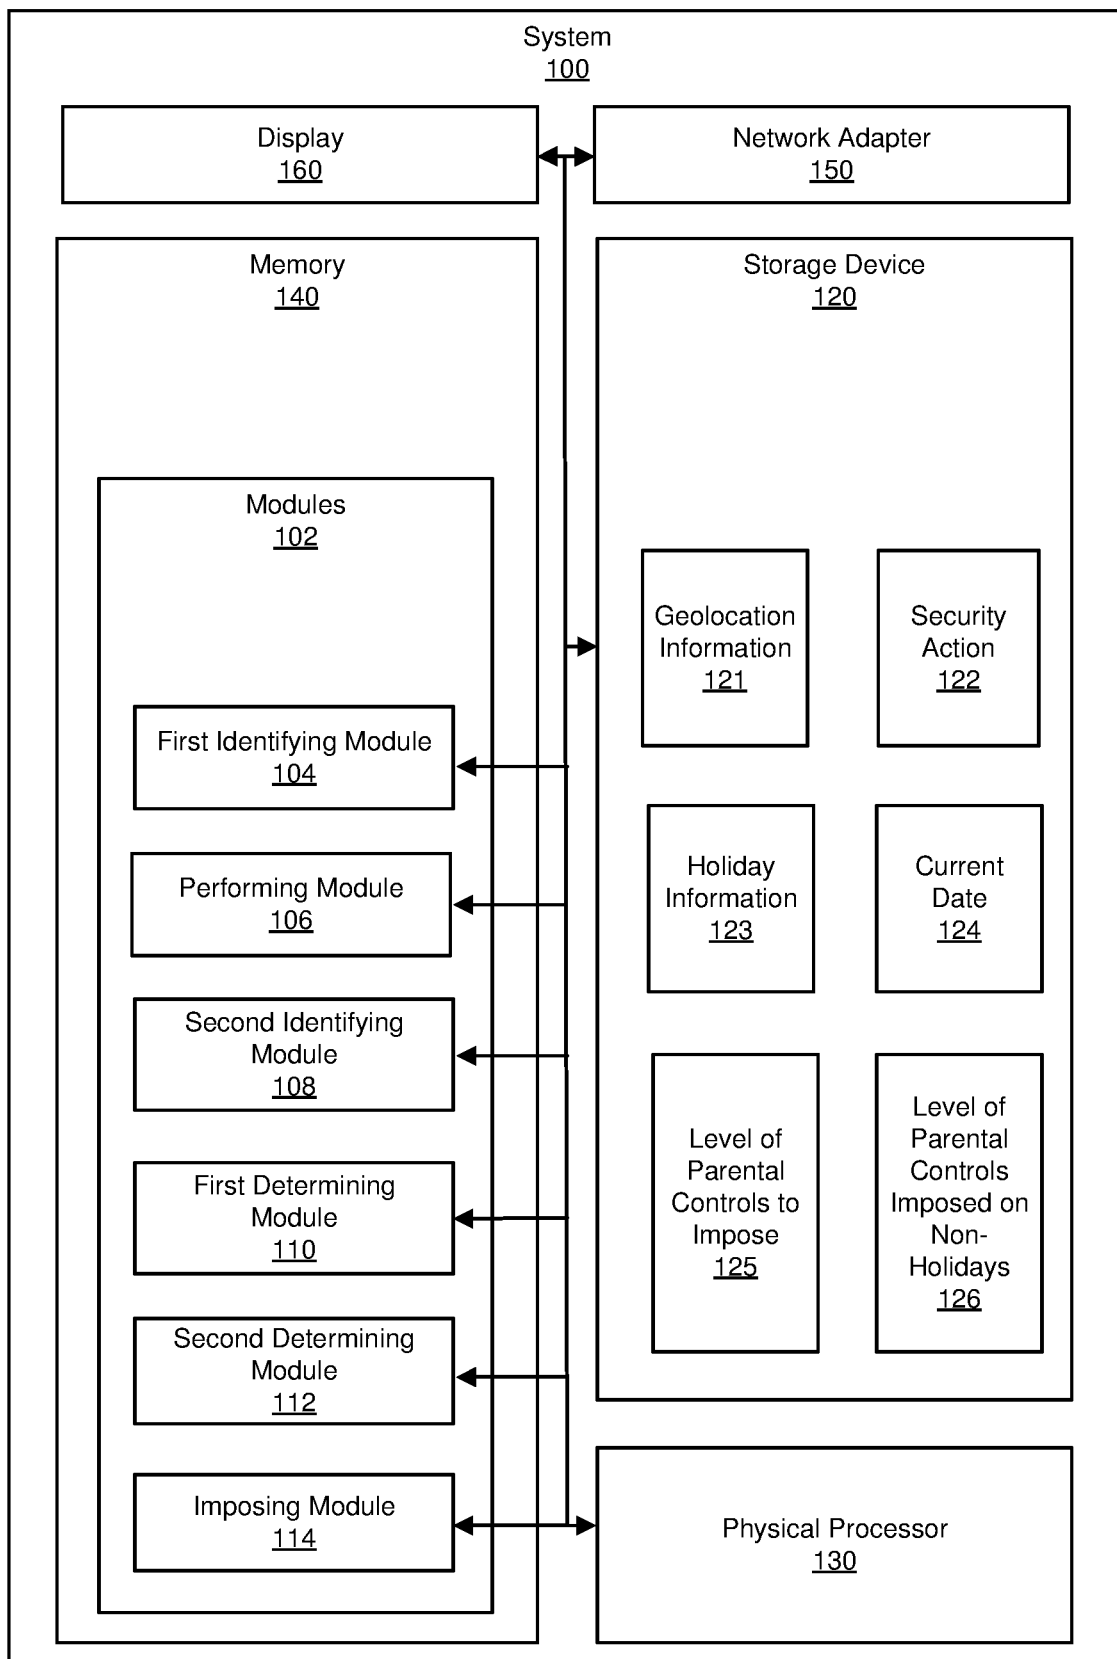 System
100
Display
160
Network Adapter
150
Memory
140
Modules
102
First Identifying Module
104
Performing Module
106
Second Identifying
Module
108
First Determining
Module
110
Second Determining
Module
112
Imposing Module
114
Storage Device
120
Geolocation
Information
121
Security
Action
122
Holiday
Information
123
Current
Date
124
Level of
Parental
Controls to
Impose
125
Level of
Parental
Controls
Imposed on
Non-
Holidays
126
Physical Processor
130